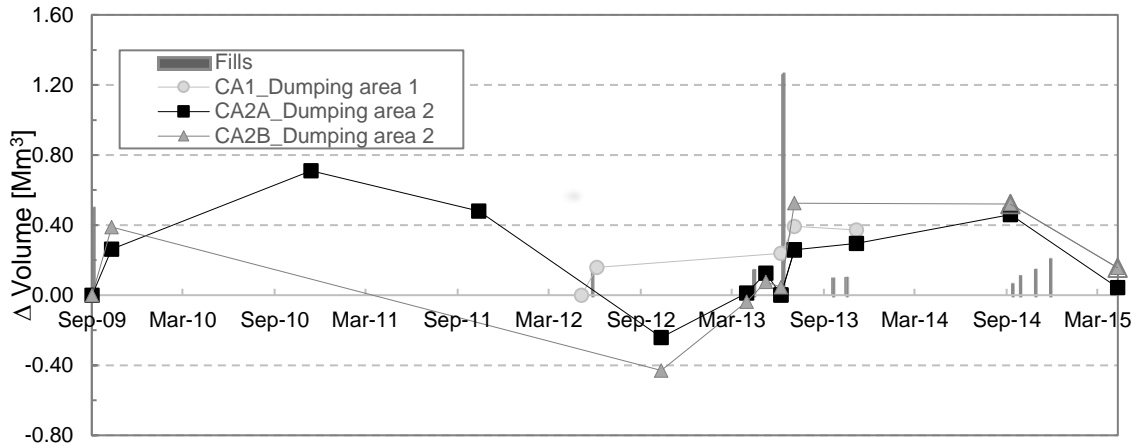 1.60
1.20
0.80
0.40
0.00
-0.40
-0.80
Δ Volume [Mm³]
Fills
CA1_Dumping area 1
CA2A_Dumping area 2
CA2B_Dumping area 2
Sep-09 Mar-10 Sep-10 Mar-11 Sep-11 Mar-12 Sep-12 Mar-13 Sep-13 Mar-14 Sep-14 Mar-15